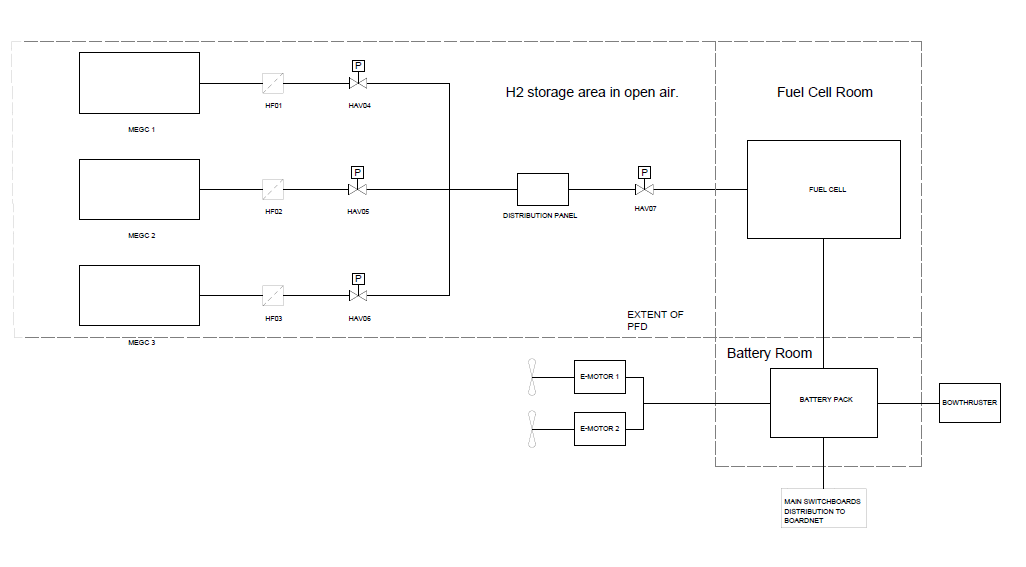 P
H2 storage area in open air.
Fuel Cell Room
HF01
HAV04
MEGC 1
P
P
FUEL CELL
HF02
HAV05
HAV07
DISTRIBUTION PANEL
MEGC 2
P
HF03
HAV06
EXTENT OF
PFD
MEGC 3
Battery Room
E-MOTOR 1
BATTERY PACK
BOWTHRUSTER
E-MOTOR 2
MAIN SWITCHBOARDS
DISTRIBUTION TO
BOARDNET